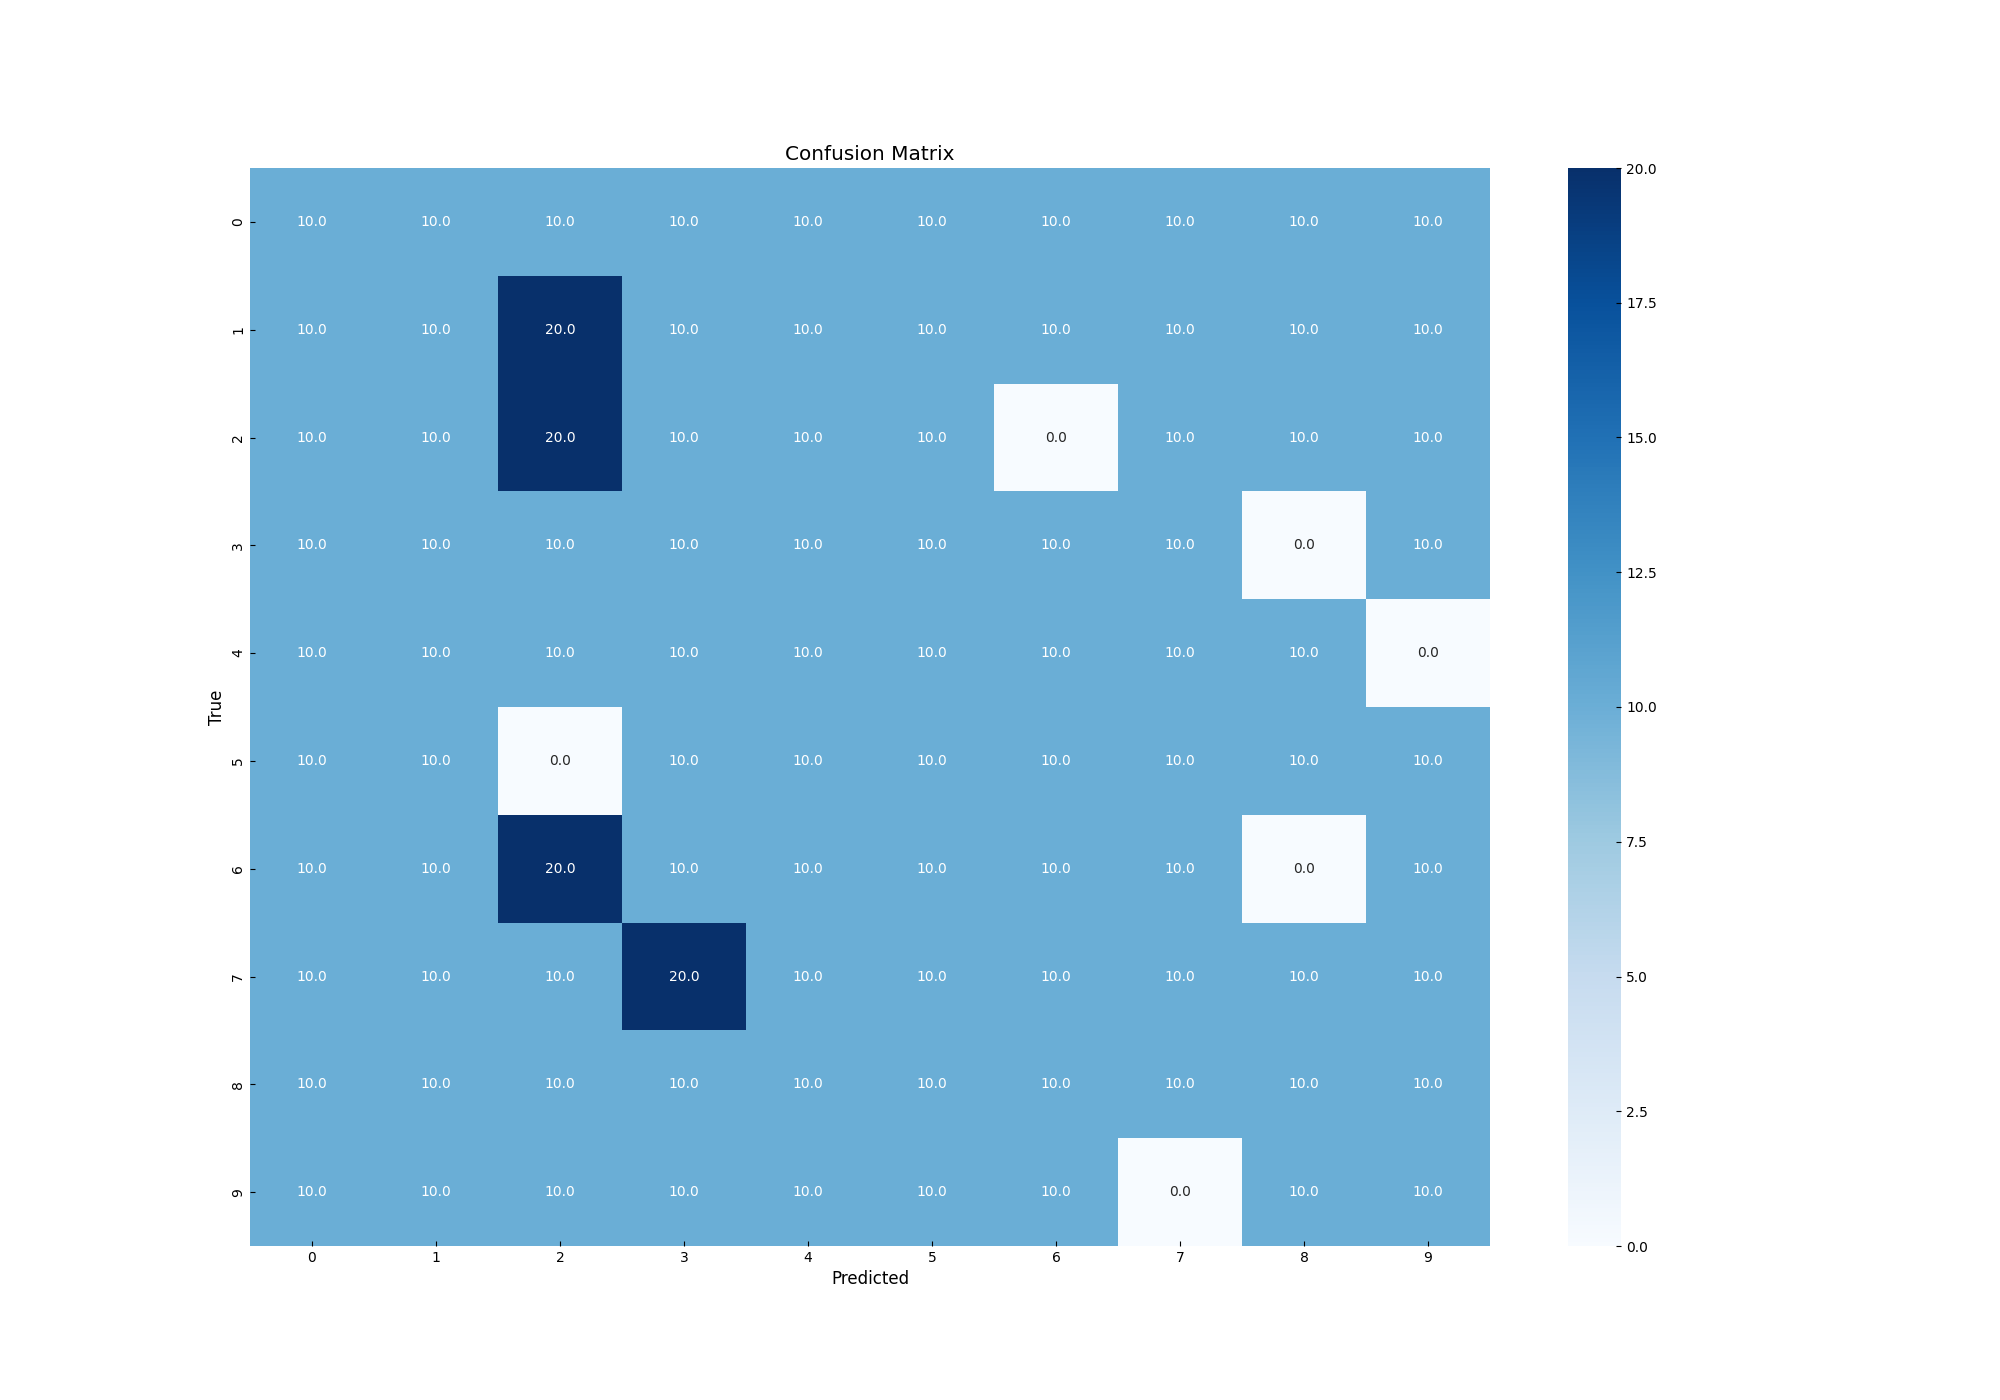 Confusion Matrix
0 10.0 10.0 10.0 10.0 10.0 10.0 10.0 10.0 10.0 10.0
1 10.0 10.0 20.0 10.0 10.0 10.0 10.0 10.0 10.0 10.0
2 10.0 10.0 20.0 10.0 10.0 10.0 0.0 10.0 10.0 10.0
3 10.0 10.0 10.0 10.0 10.0 10.0 10.0 10.0 0.0 10.0
4 10.0 10.0 10.0 10.0 10.0 10.0 10.0 10.0 10.0 0.0
5 10.0 10.0 0.0 10.0 10.0 10.0 10.0 10.0 10.0 10.0
6 10.0 10.0 20.0 10.0 10.0 10.0 10.0 10.0 0.0 10.0
7 10.0 10.0 10.0 20.0 10.0 10.0 10.0 10.0 10.0 10.0
8 10.0 10.0 10.0 10.0 10.0 10.0 10.0 10.0 10.0 10.0
9 10.0 10.0 10.0 10.0 10.0 10.0 10.0 0.0 10.0 10.0
0 1 2 3 4 5 6 7 8 9
Predicted
True
20.0
17.5
15.0
12.5
10.0
7.5
5.0
2.5
0.0